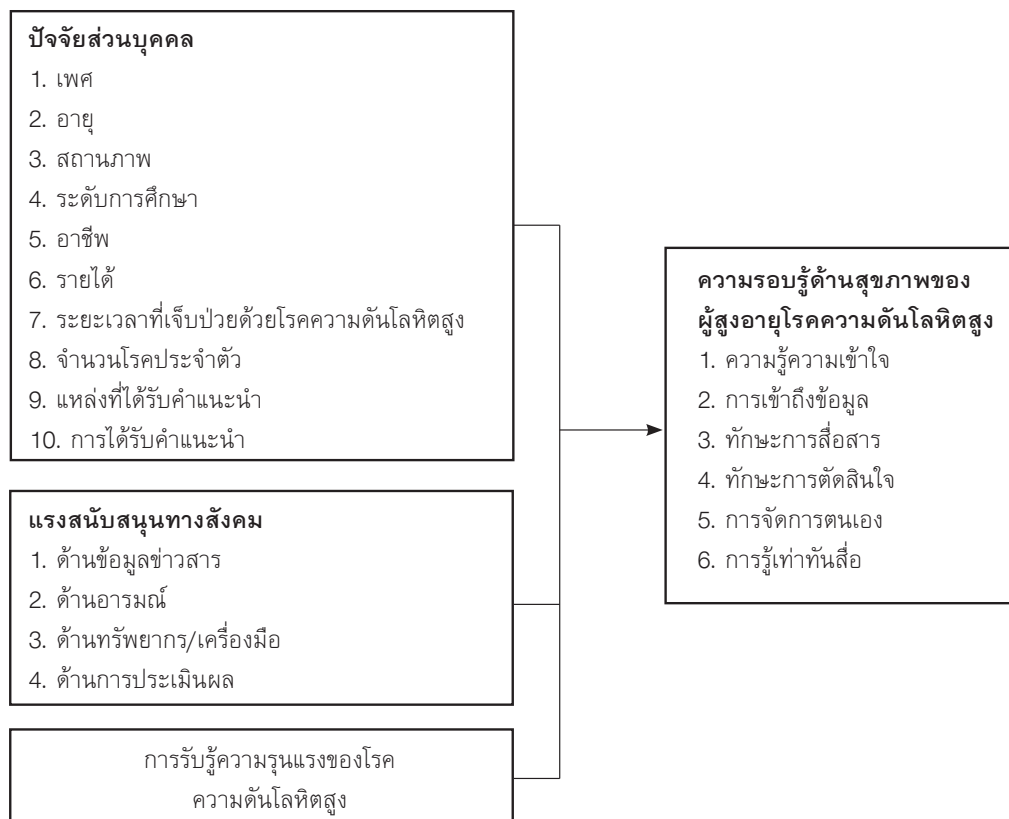 ปัจจัยส่วนบุคคล
1. เพศ
2. อายุ
3. สถานภาพ
4. ระดับการศึกษา
5. อาชีพ
6. รายได้
7. ระยะเวลาที่เจ็บป่วยด้วยโรคความดันโลหิตสูง
8. จำนวนโรคประจำตัว
9. แหล่งที่ได้รับคำแนะนำ
10. การได้รับคำแนะนำ
แรงสนับสนุนทางสังคม
1. ด้านข้อมูลข่าวสาร
2. ด้านอารมณ์
3. ด้านทรัพยากร/เครื่องมือ
4. ด้านการประเมินผล
การรับรู้ความรุนแรงของโรค
ความดันโลหิตสูง
ความรอบรู้ด้านสุขภาพของ
ผู้สูงอายุโรคความดันโลหิตสูง
1. ความรู้ความเข้าใจ
2. การเข้าถึงข้อมูล
3. ทักษะการสื่อสาร
4. ทักษะการตัดสินใจ
5. การจัดการตนเอง
6. การรู้เท่าทันสื่อ